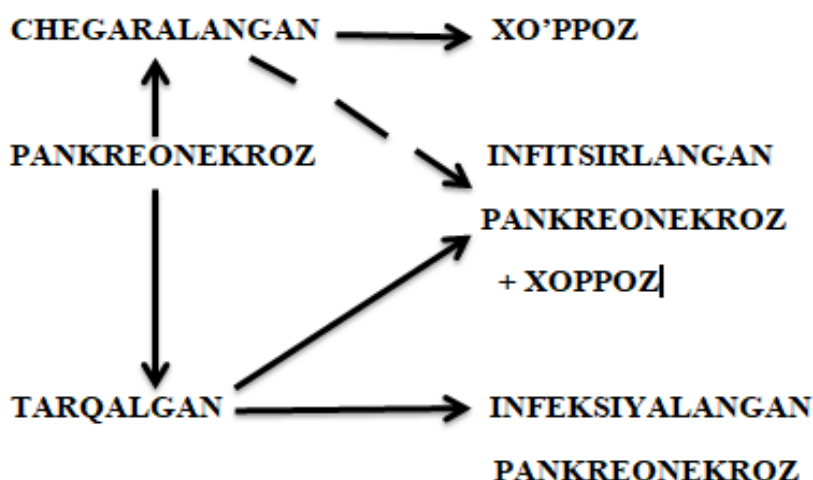 CHEGARALANGAN XO’PPOZ
PANKREONEKROZ INFITSIRLANGAN
PANKREONEKROZ
+ XOPPOZ
TARQALGAN INFEKSIYALANGAN
PANKREONEKROZ